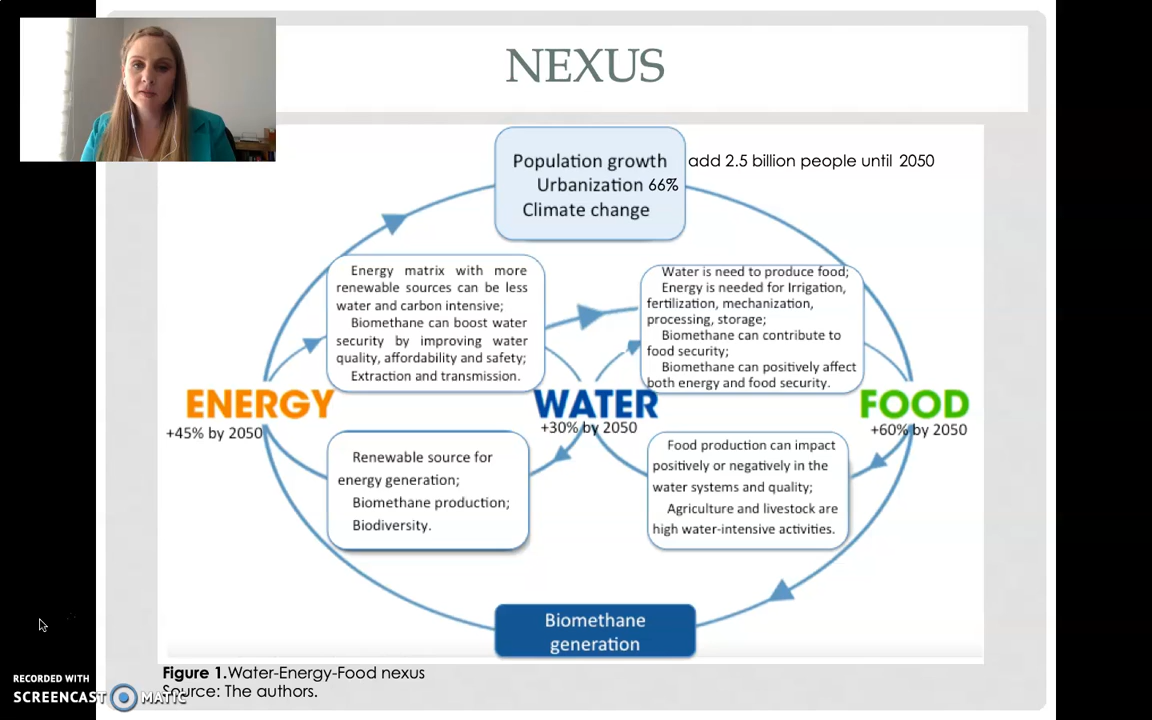 NEXUS
Population growth
Urbanization 66%
Climate change
add 2.5 billion people until 2050
Energy matrix with more
renewable sources can be less
water and carbon intensive;
Biomethane can boost water
security by improving water
quality, affordability and safety;
Extraction and transmission.
Water is need to produce food;
Energy is needed for Irrigation,
fertilization, mechanization,
processing, storage;
Biomethane can contribute to
food security;
Biomethane can positively affect
both energy and food security.
ENERGY
+45% by 2050
WATER
+30% by 2050
FOOD
+60% by 2050
Renewable source for
energy generation;
Biomethane production;
Biodiversity.
Food production can impact
positively or negatively in the
water systems and quality;
Agriculture and livestock are
high water-intensive activities.
Biomethane
generation
Figure 1.Water-Energy-Food nexus
Source: The authors.
RECORDED WITH
SCREENCAST MATIC